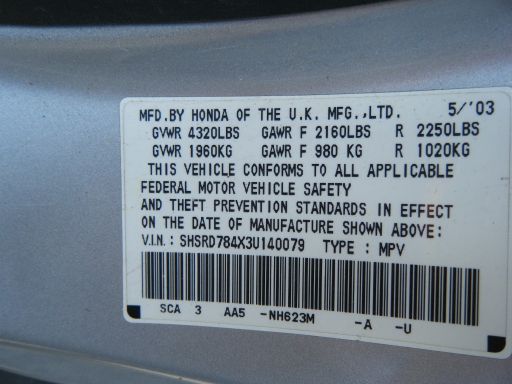 MFD.BY HONDA OF THE U.K. MFG.,LTD. 5/'03
GVWR 4320LBS GAWR F 2160LBS R 2250LBS
GVWR 1960KG GAWR F 980 KG R 1020KG
THIS VEHICLE CONFORMS TO ALL APPLICABLE
FEDERAL MOTOR VEHICLE SAFETY
AND THEFT PREVENTION STANDARDS IN EFFECT
ON THE DATE OF MANUFACTURE SHOWN ABOVE:
V.I.N.: SHSRD784X3U140079 TYPE : MPV
SCA 3 AA5 -NH623M -A -U